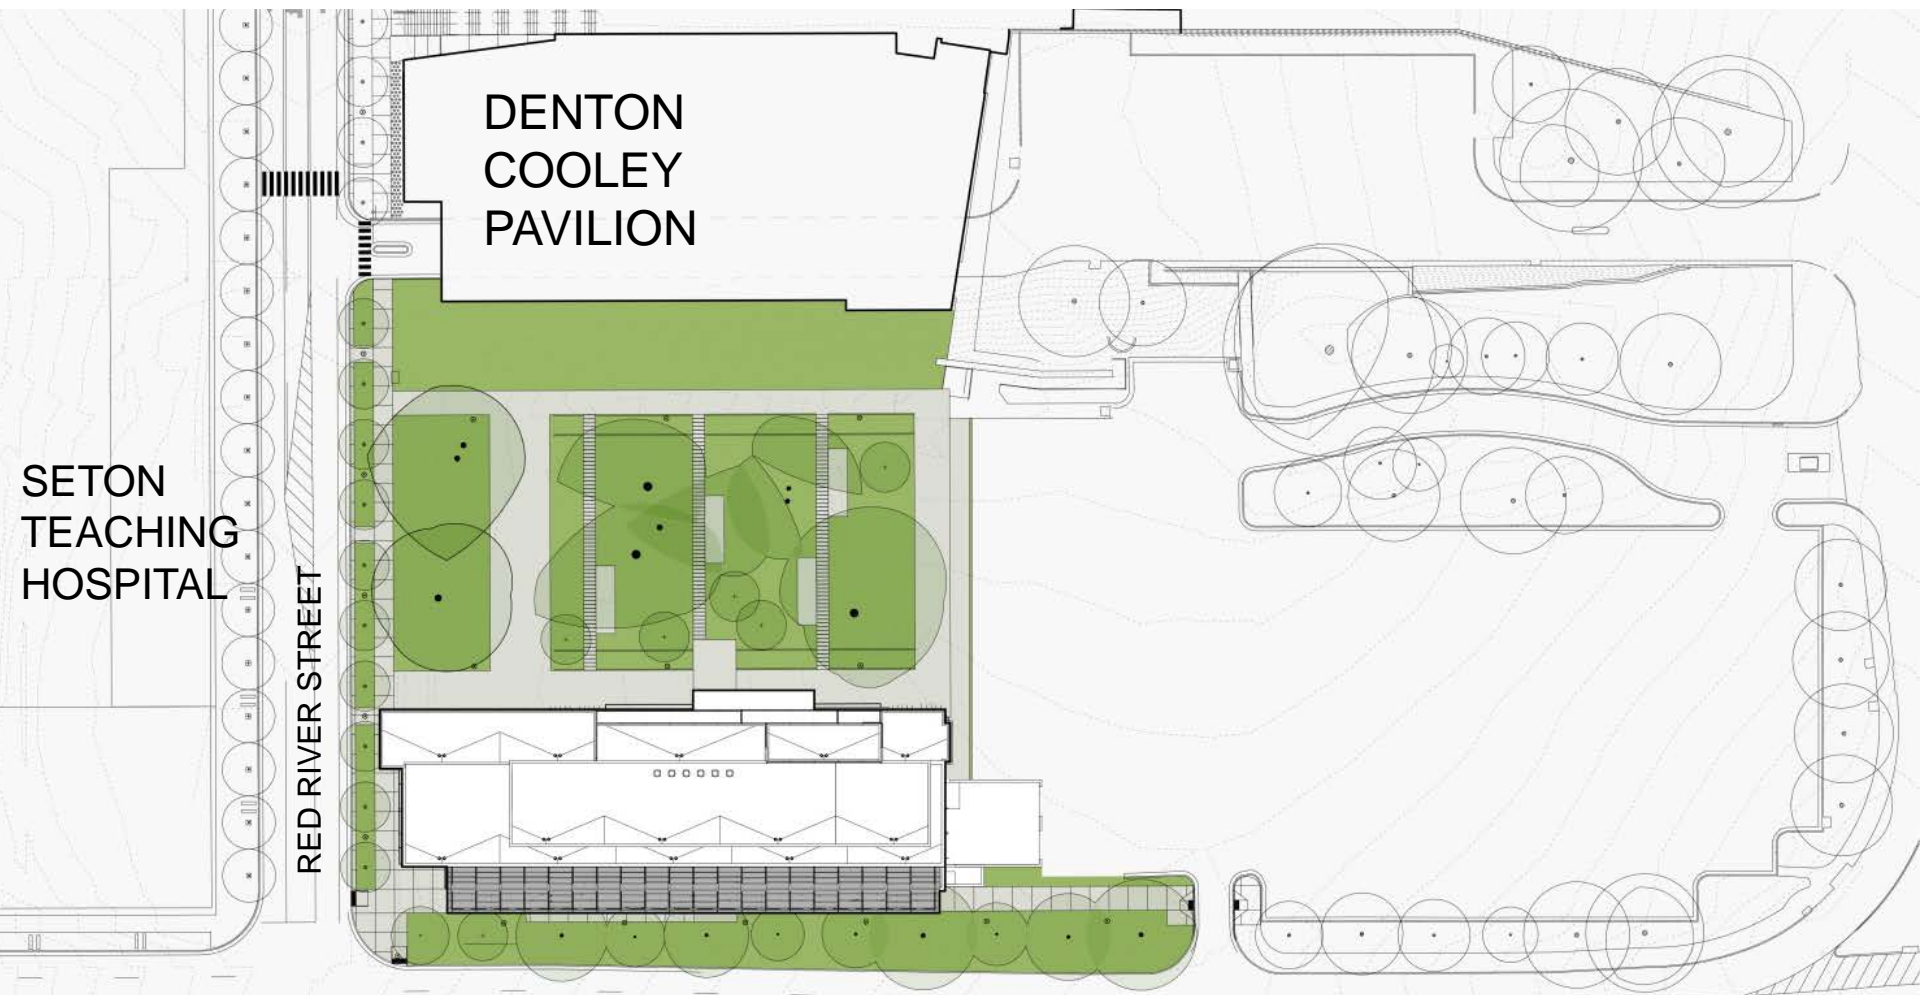 DENTON
COOLEY
PAVILION
SETON
TEACHING
HOSPITAL
RED RIVER STREET